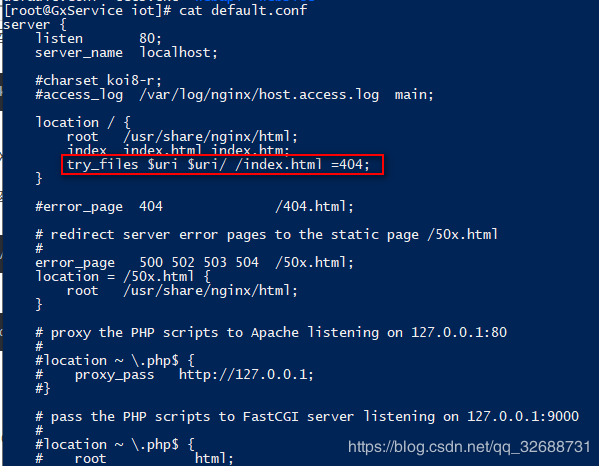 [root@GxService iot]# cat default.conf
server {
    listen       80;
    server_name  localhost;
    #charset koi8-r;
    #access_log  /var/log/nginx/host.access.log  main;
    location / {
        root   /usr/share/nginx/html;
        index  index.html index.htm;
        try_files $uri $uri/ /index.html =404;
    }
    #error_page  404              /404.html;
    # redirect server error pages to the static page /50x.html
    #
    error_page   500 502 503 504  /50x.html;
    location = /50x.html {
        root   /usr/share/nginx/html;
    }
    # proxy the PHP scripts to Apache listening on 127.0.0.1:80
    #
    #location ~ \.php$ {
    #    proxy_pass   http://127.0.0.1;
    #}
    # pass the PHP scripts to FastCGI server listening on 127.0.0.1:9000
    #
    #location ~ \.php$ {
    #    root           html;
https://blog.csdn.net/qq_32688731